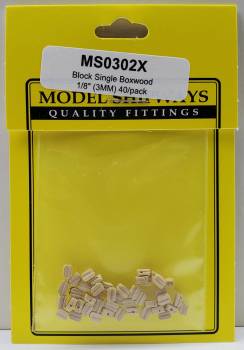 MS0302X
Block Single Boxwood
1/8" (3MM) 40/pack
MODEL SHIPWAYS
QUALITY FITTINGS